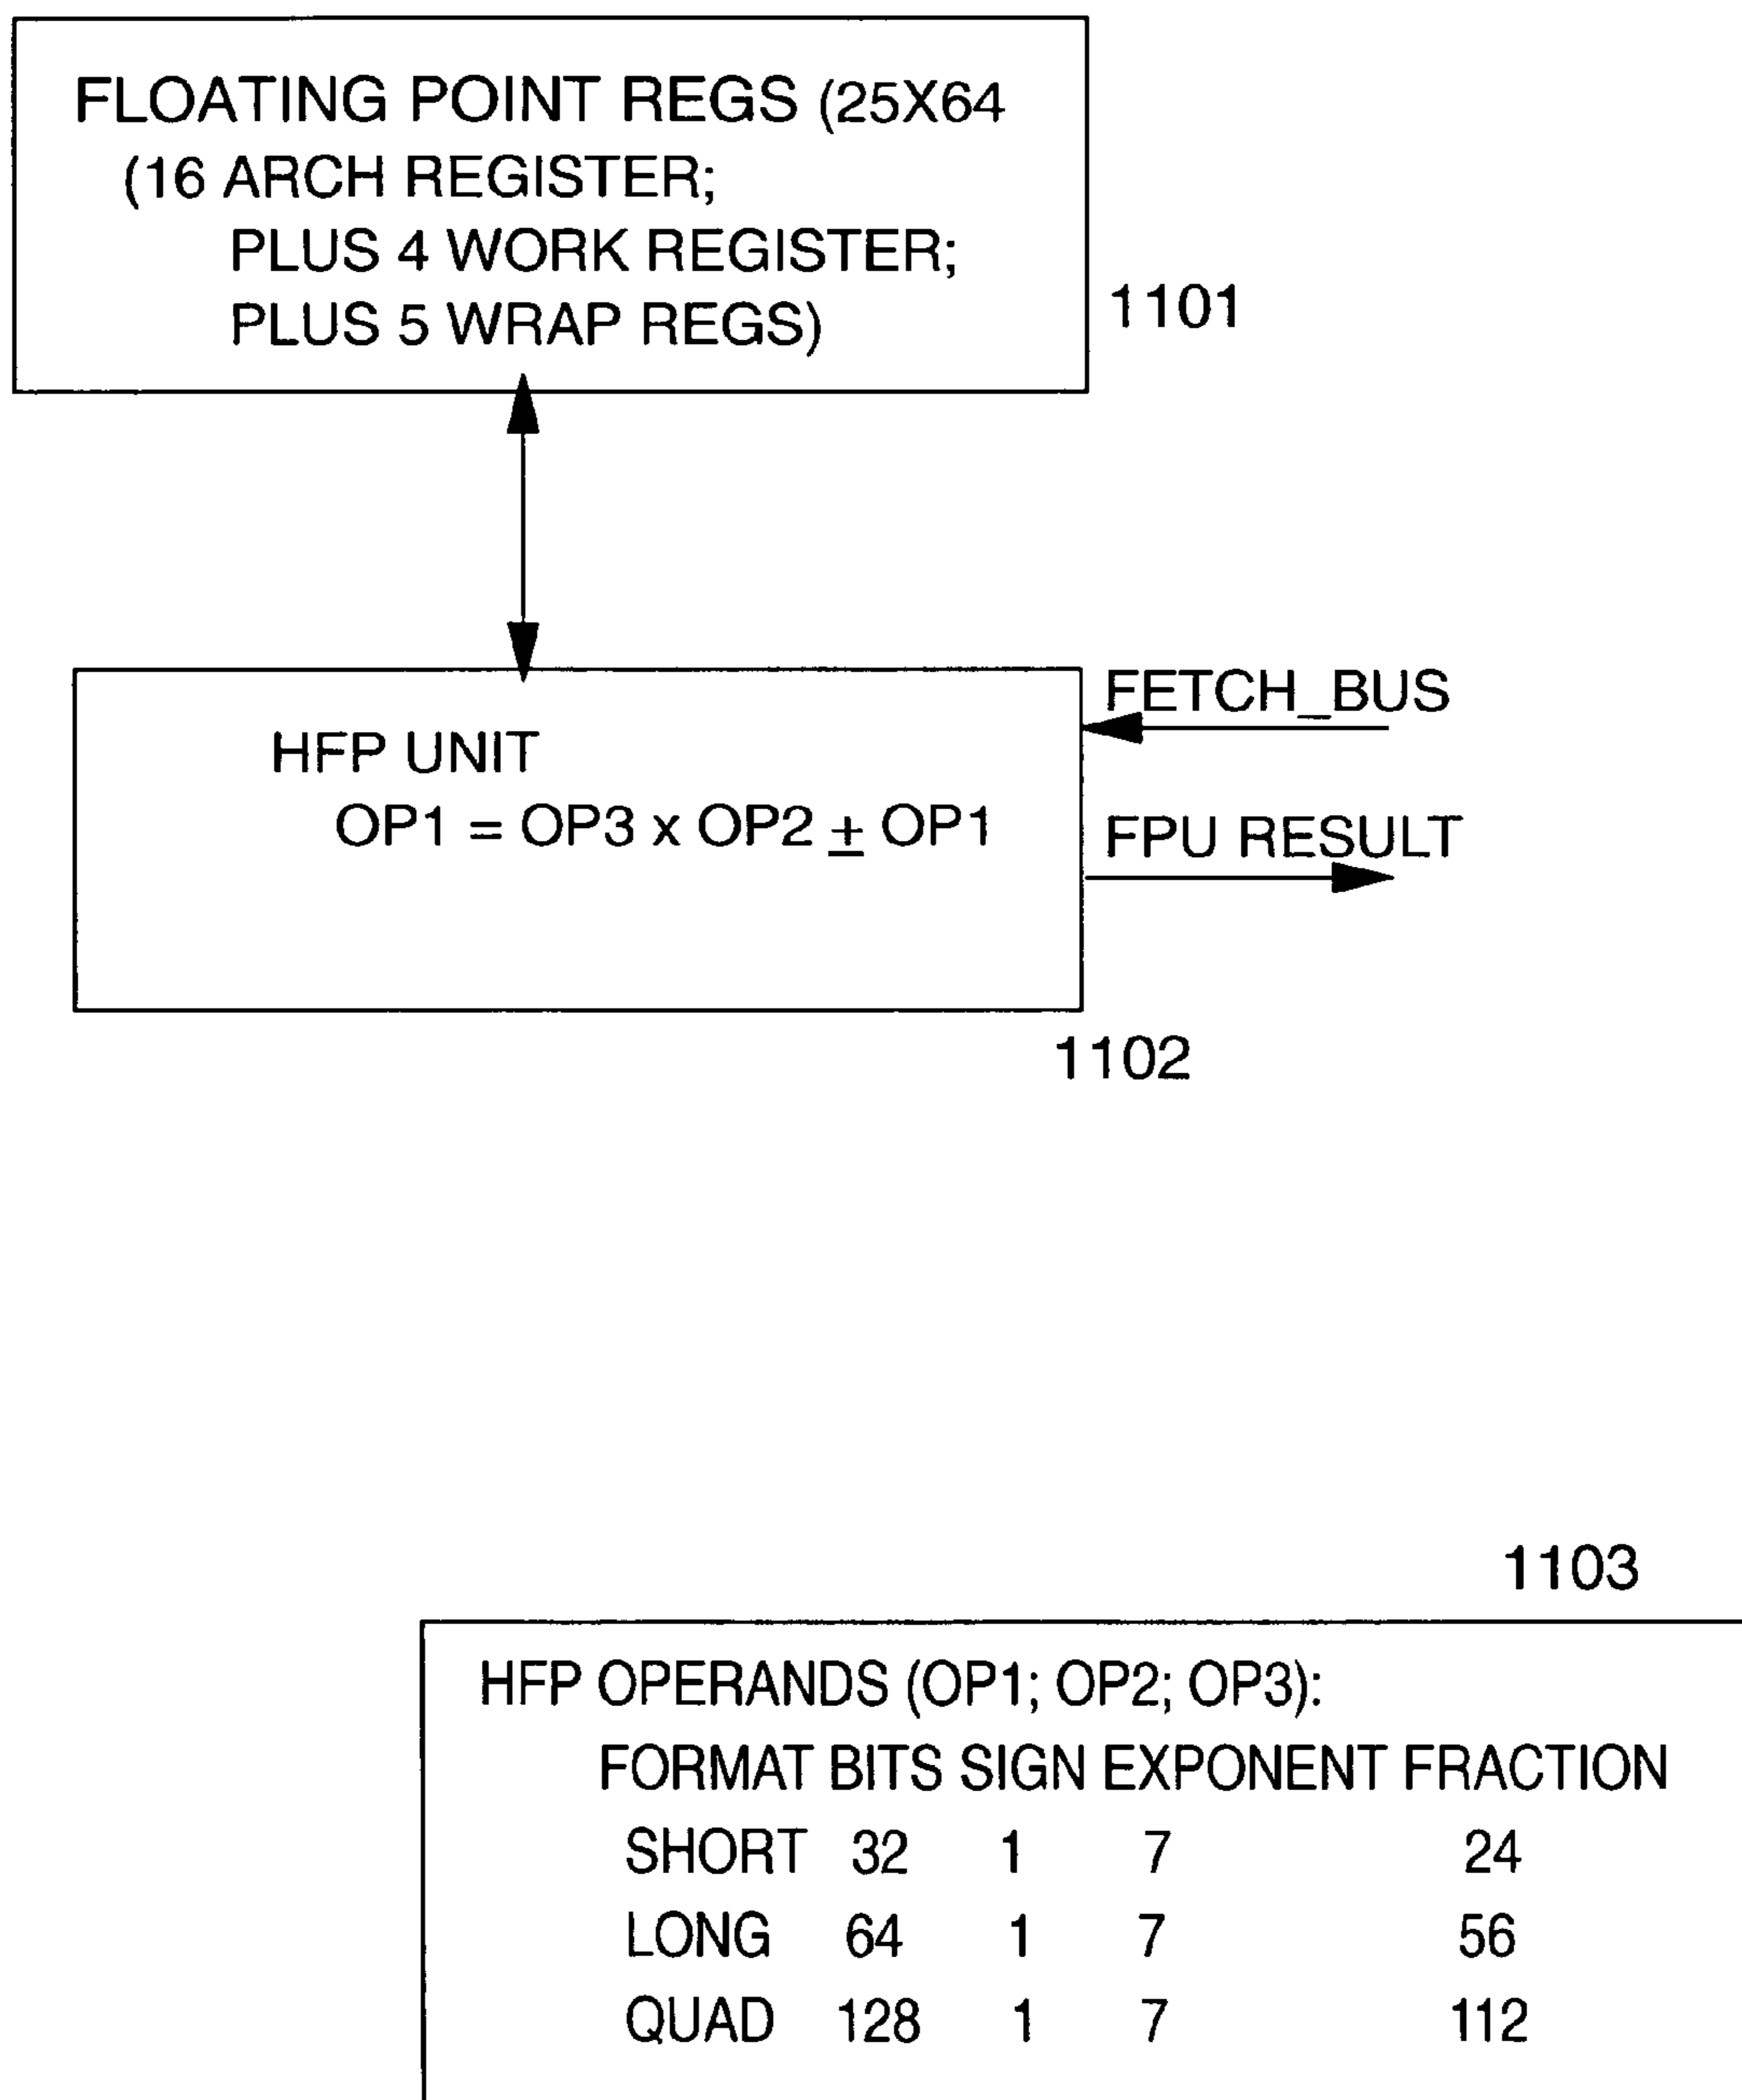 FLOATING POINT REGS (25X64
(16 ARCH REGISTER;
PLUS 4 WORK REGISTER;
PLUS 5 WRAP REGS)
1101
FETCH_BUS
HFP UNIT
OP1 = OP3 x OP2 ± OP1
FPU RESULT
1102
1103
HFP OPERANDS (OP1; OP2; OP3):
FORMAT BITS SIGN EXPONENT FRACTION
SHORT 32 1 7 24
LONG 64 1 7 56
QUAD 128 1 7 112